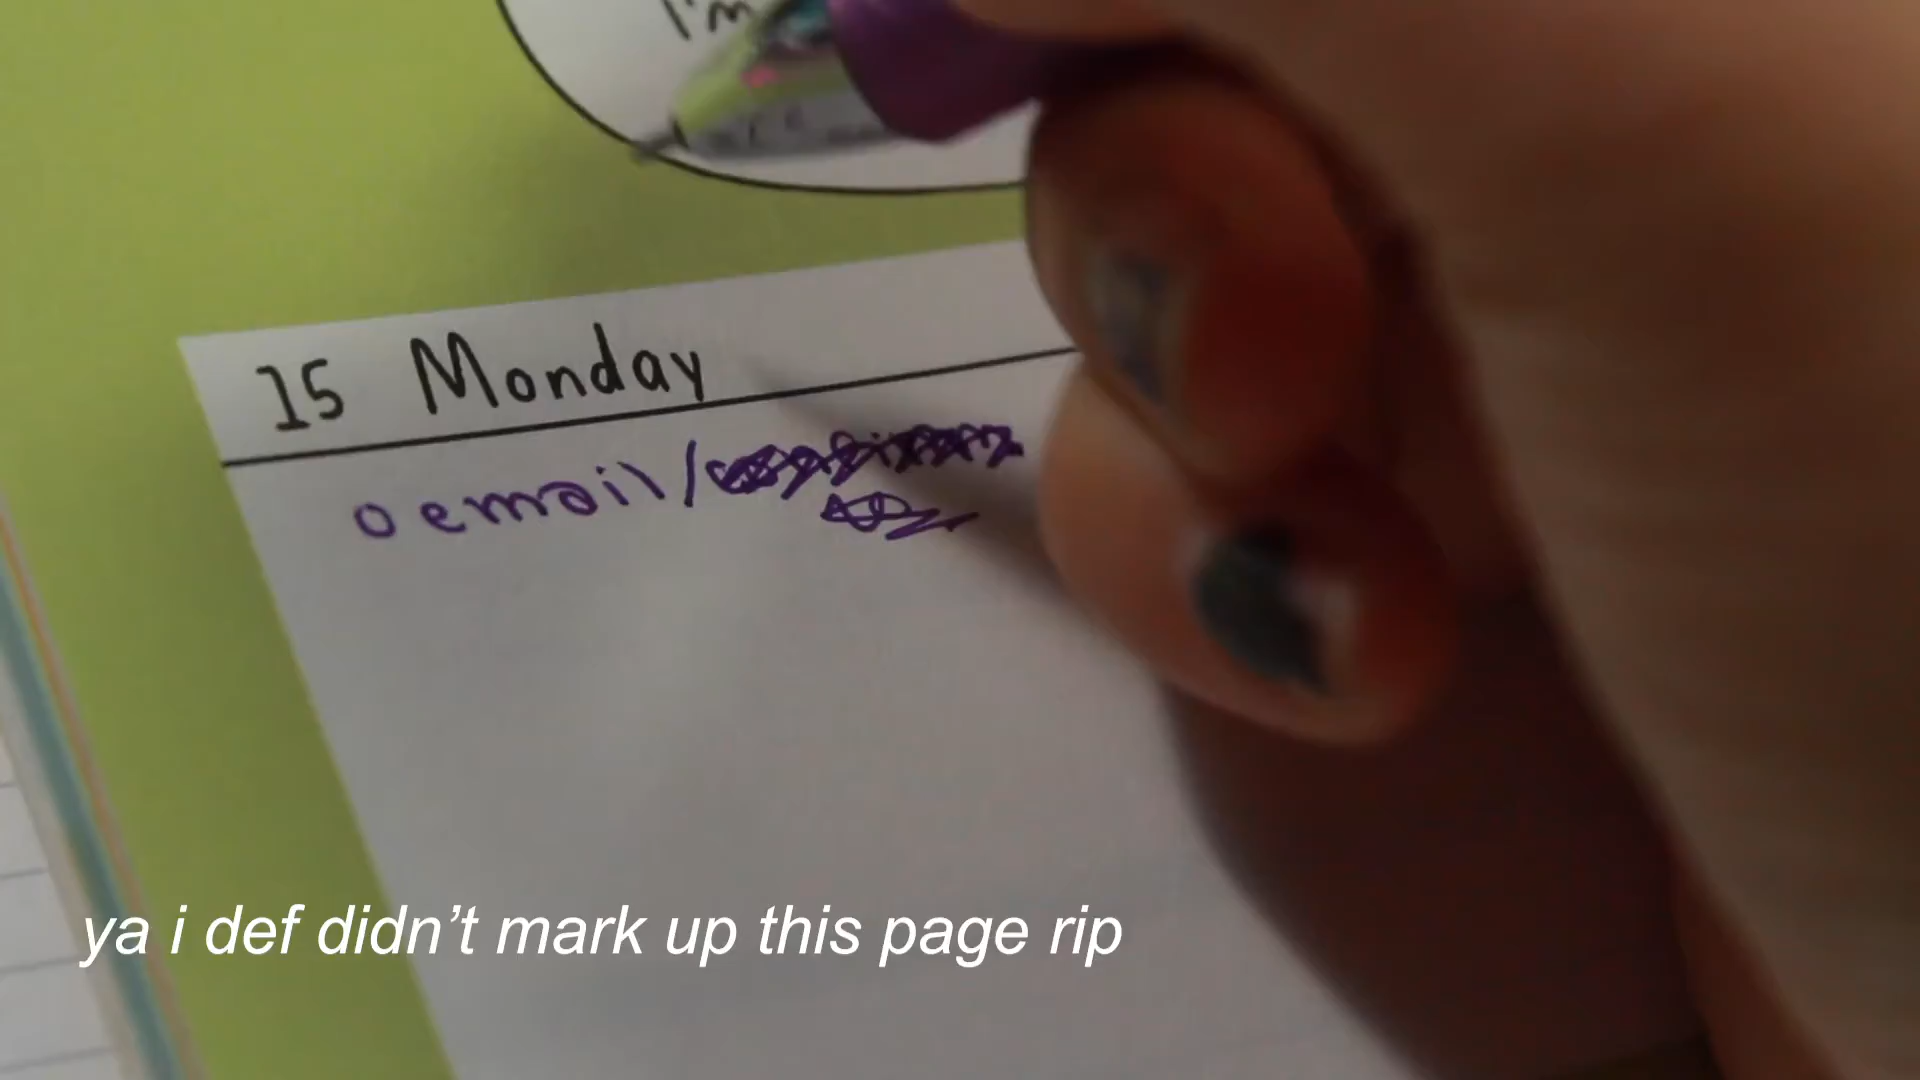 I'm
15 Monday
o email/
ya i def didn't mark up this page rip